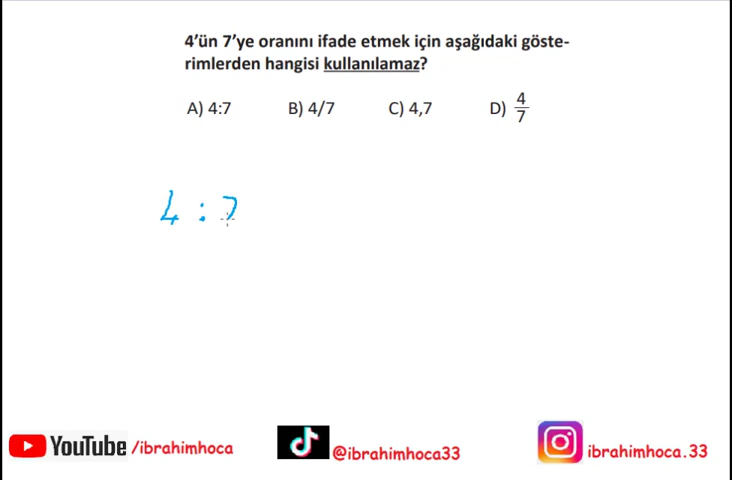 4’ün 7’ye oranını ifade etmek için aşağıdaki göste-
rimlerden hangisi kullanılamaz?
A) 4:7 B) 4/7 C) 4,7 D) 4/7
4 : 7
YouTube /ibrahimhoca @ibrahimhoca33 ibrahimhoca.33